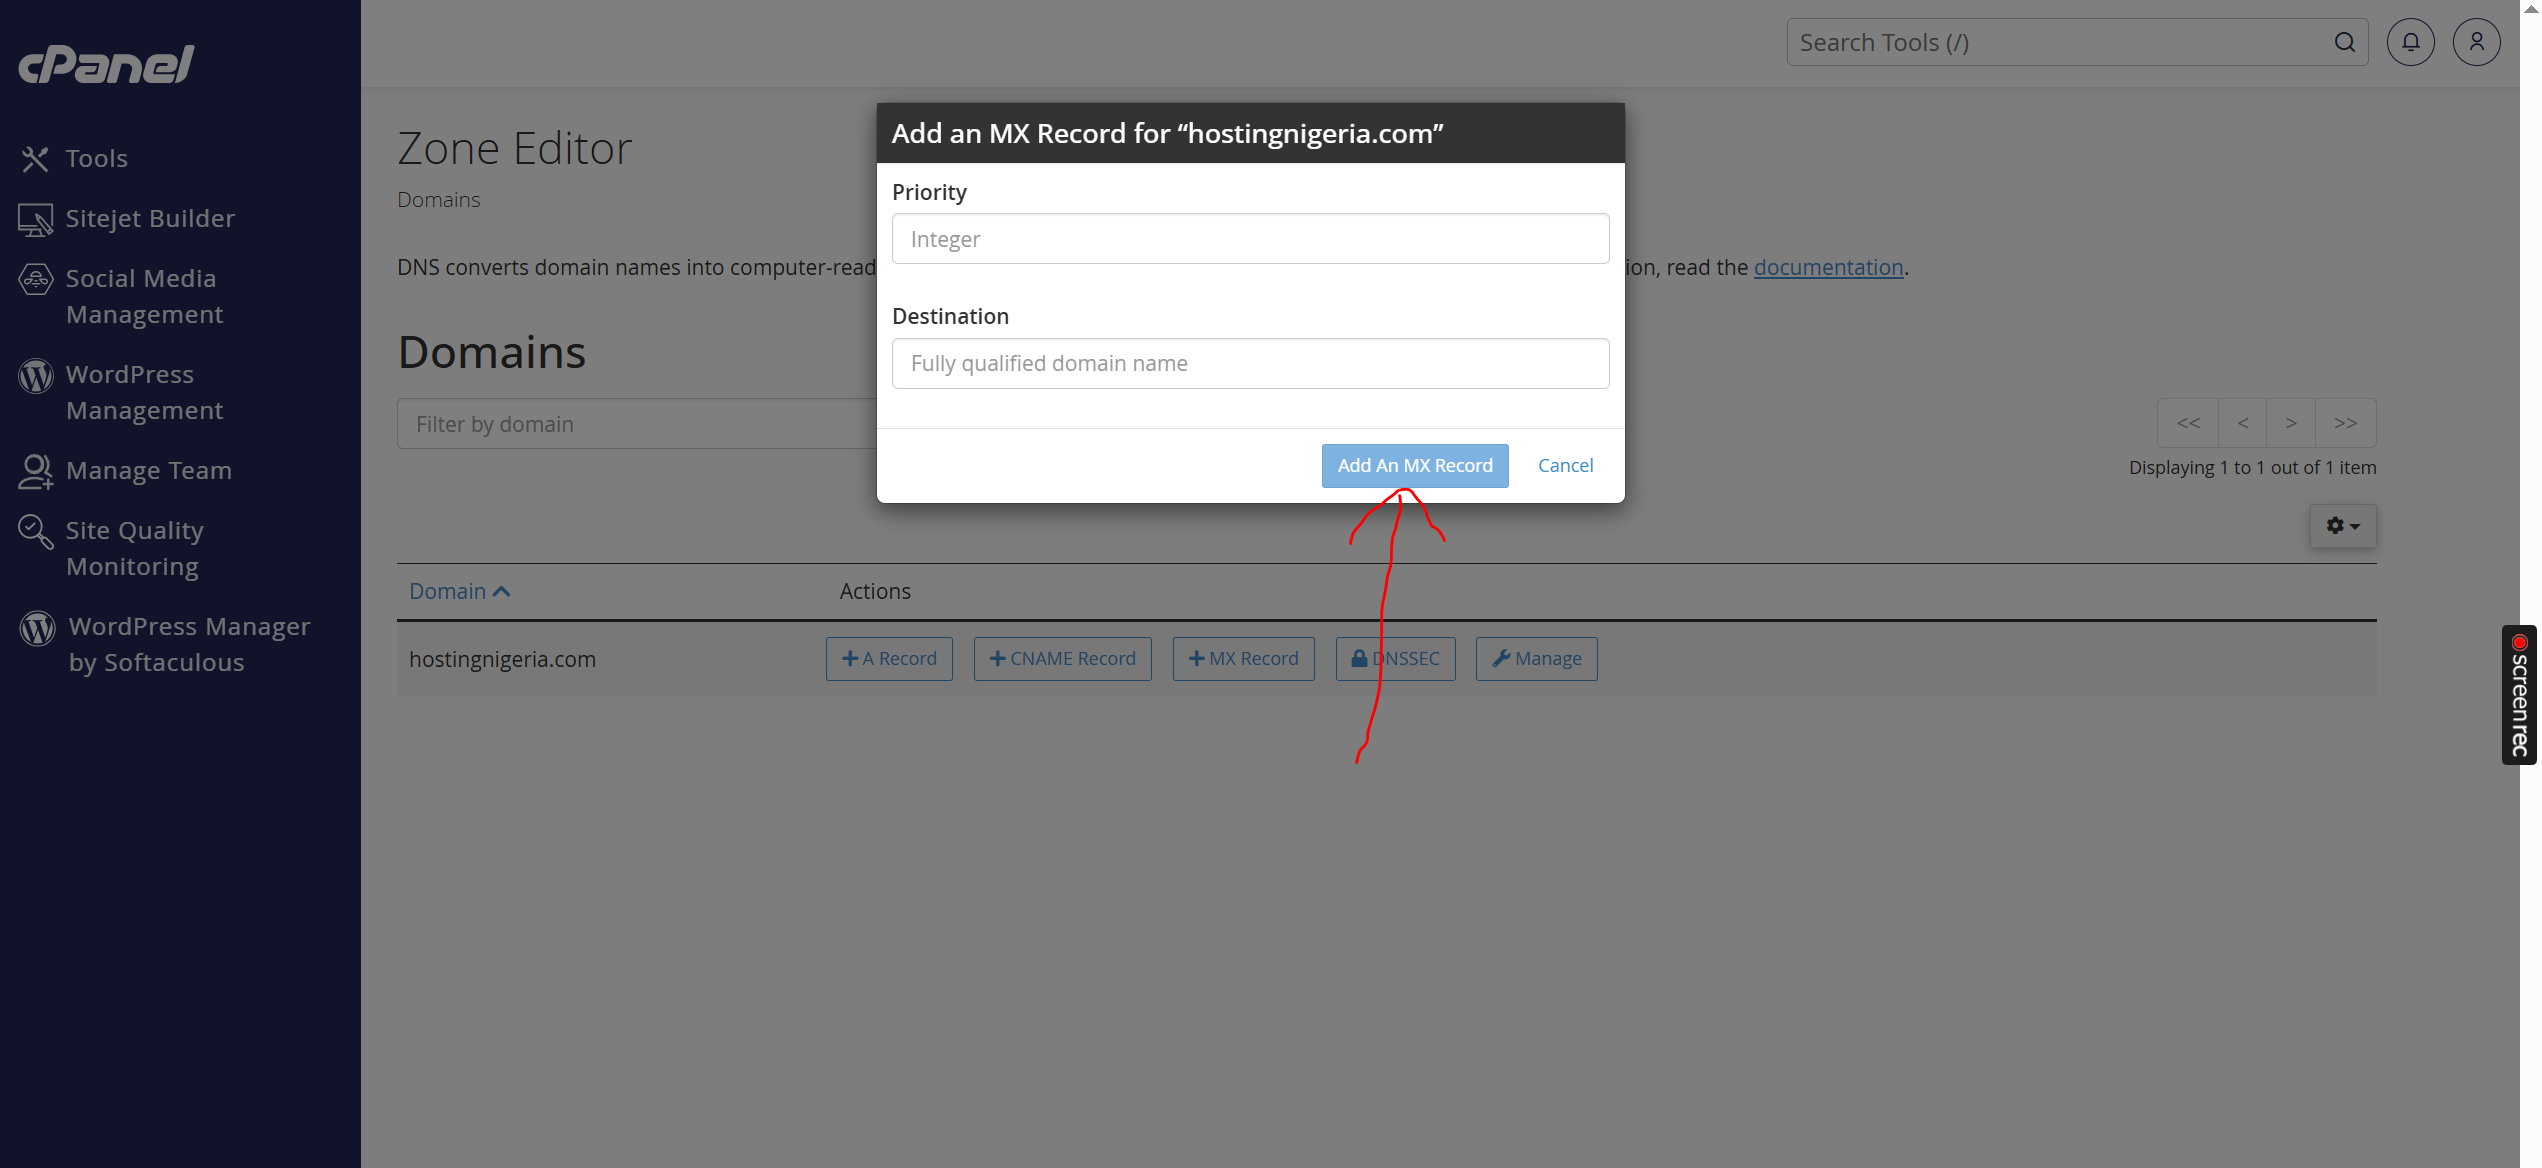 cPanel
Tools
Sitejet Builder
Social Media
Management
WordPress
Management
Manage Team
Site Quality
Monitoring
WordPress Manager
by Softaculous
Search Tools (/)
Zone Editor
Domains
DNS converts domain names into computer-read
ion, read the documentation.
Domains
Filter by domain
<< < > >>
Displaying 1 to 1 out of 1 item
Add an MX Record for “hostingnigeria.com”
Priority
Integer
Destination
Fully qualified domain name
Add An MX Record Cancel
Domain Actions
hostingnigeria.com A Record CNAME Record MX Record DNSSEC Manage
screenrec